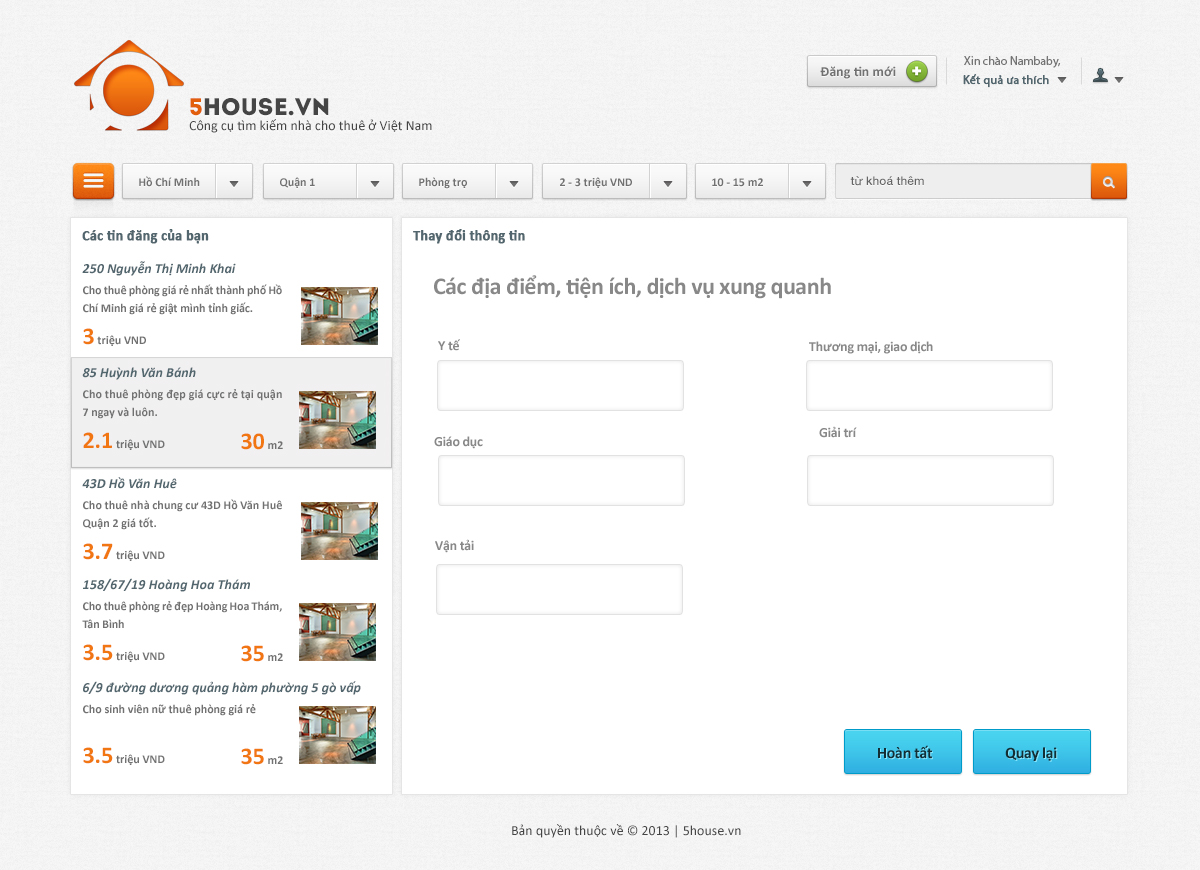 5HOUSE.VN
Công cụ tìm kiếm nhà cho thuê ở Việt Nam
Đăng tin mới
Xin chào Nambaby,
Kết quả ưa thích
Hồ Chí Minh
Quận 1
Phòng trọ
2 - 3 triệu VND
10 - 15 m2
từ khoá thêm
Các tin đăng của bạn
250 Nguyễn Thị Minh Khai
Cho thuê phòng giá rẻ nhất thành phố Hồ
Chí Minh giá rẻ giật mình tỉnh giấc.
3 triệu VND
85 Huỳnh Văn Bánh
Cho thuê phòng đẹp giá cực rẻ tại quận
7 ngay và luôn.
2.1 triệu VND 30 m2
43D Hồ Văn Huê
Cho thuê nhà chung cư 43D Hồ Văn Huê
Quận 2 giá tốt.
3.7 triệu VND
158/67/19 Hoàng Hoa Thám
Cho thuê phòng rẻ đẹp Hoàng Hoa Thám,
Tân Bình
3.5 triệu VND 35 m2
6/9 đường dương quảng hàm phường 5 gò vấp
Cho sinh viên nữ thuê phòng giá rẻ
3.5 triệu VND 35 m2
Thay đổi thông tin
Các địa điểm, tiện ích, dịch vụ xung quanh
Y tế
Thương mại, giao dịch
Giáo dục
Giải trí
Vận tải
Hoàn tất
Quay lại
Bản quyền thuộc về © 2013 | 5house.vn